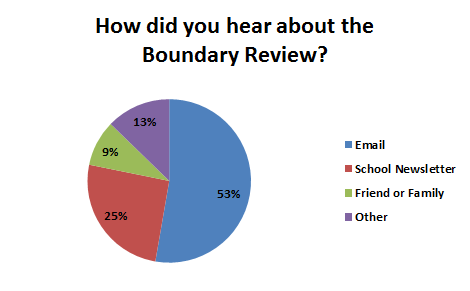 How did you hear about the
Boundary Review?
13%
9%
53%
25%
Email
School Newsletter
Friend or Family
Other